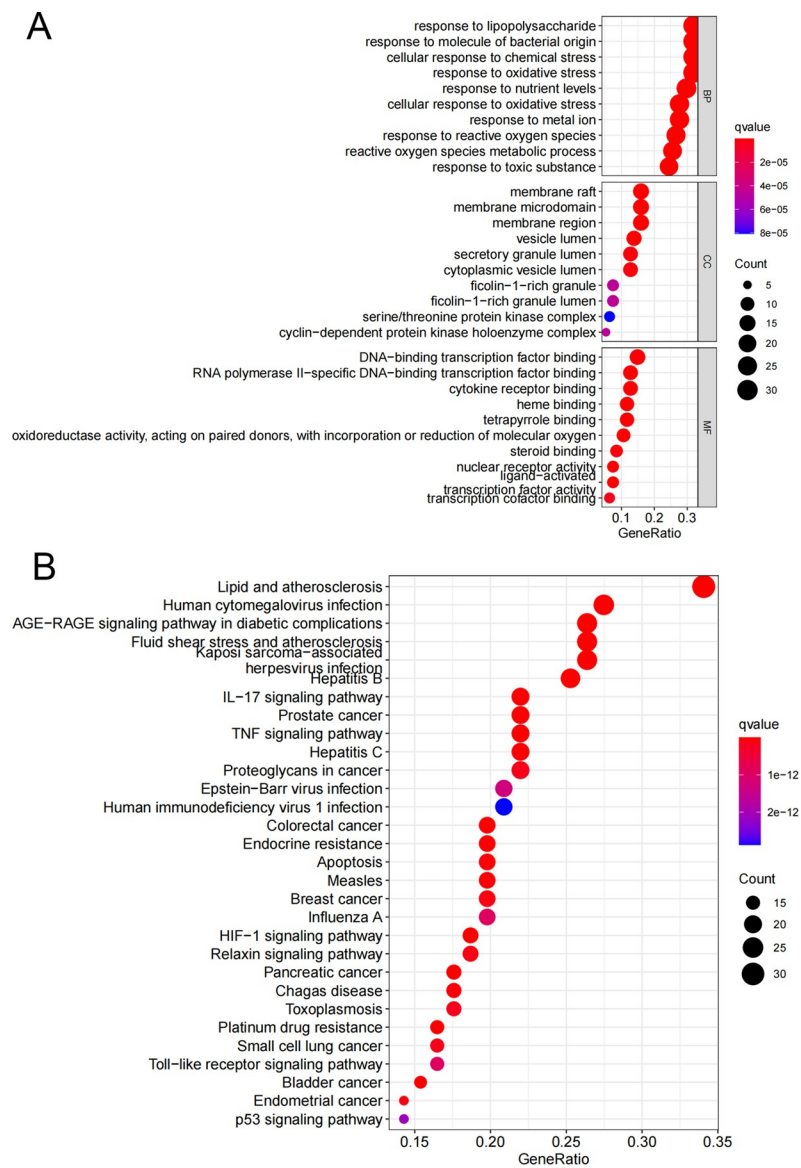 A
response to lipopolysaccharide
response to molecule of bacterial origin
cellular response to chemical stress
response to oxidative stress
response to nutrient levels
cellular response to oxidative stress
response to metal ion
response to reactive oxygen species
reactive oxygen species metabolic process
response to toxic substance
BP
membrane raft
membrane microdomain
membrane region
vesicle lumen
secretory granule lumen
cytoplasmic vesicle lumen
ficolin−1−rich granule
ficolin−1−rich granule lumen
serine/threonine protein kinase complex
cyclin−dependent protein kinase holoenzyme complex
CC
DNA−binding transcription factor binding
RNA polymerase II−specific DNA−binding transcription factor binding
cytokine receptor binding
heme binding
tetrapyrrole binding
oxidoreductase activity, acting on paired donors, with incorporation or reduction of molecular oxygen
steroid binding
nuclear receptor activity
ligand−activated
transcription factor activity
transcription cofactor binding
MF
0.1 0.2 0.3
GeneRatio
qvalue
2e−05
4e−05
6e−05
8e−05
Count
5
10
15
20
25
30
B
Lipid and atherosclerosis
Human cytomegalovirus infection
AGE−RAGE signaling pathway in diabetic complications
Fluid shear stress and atherosclerosis
Kaposi sarcoma−associated
herpesvirus infection
Hepatitis B
IL−17 signaling pathway
Prostate cancer
TNF signaling pathway
Hepatitis C
Proteoglycans in cancer
Epstein−Barr virus infection
Human immunodeficiency virus 1 infection
Colorectal cancer
Endocrine resistance
Apoptosis
Measles
Breast cancer
Influenza A
HIF−1 signaling pathway
Relaxin signaling pathway
Pancreatic cancer
Chagas disease
Toxoplasmosis
Platinum drug resistance
Small cell lung cancer
Toll−like receptor signaling pathway
Bladder cancer
Endometrial cancer
p53 signaling pathway
0.15 0.20 0.25 0.30 0.35
GeneRatio
qvalue
1e−12
2e−12
Count
15
20
25
30